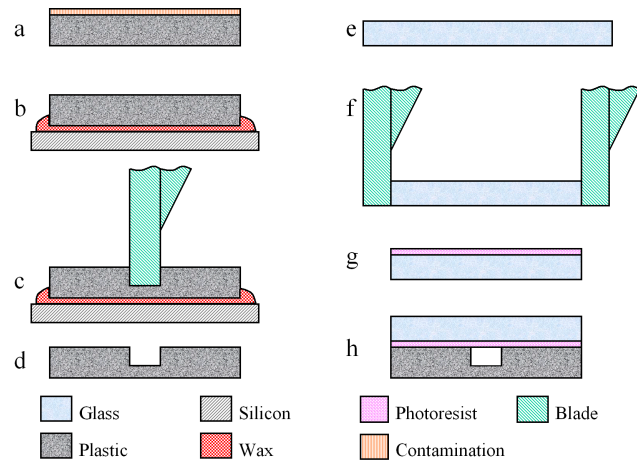 a
b
c
d
e
f
g
h
Glass
Silicon
Photoresist
Blade
Plastic
Wax
Contamination